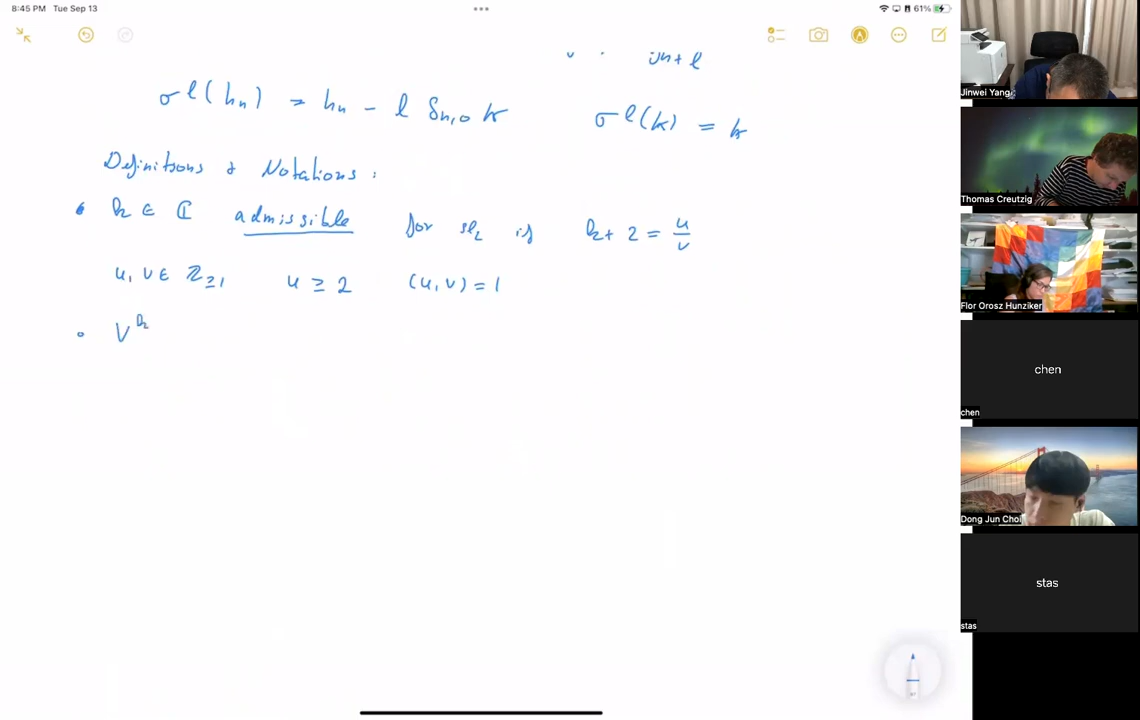 8:45 PM Tue Sep 13
61%
σ^ℓ(h_n) = h_n - ℓ δ_{n,0} k
σ^ℓ(k) = k
Definitions & Notations:
• k ∈ ℂ admissible for sl_2 if k + 2 = u/v
u, v ∈ ℤ_{≥1} u ≥ 2 (u, v) = 1
• V^k
Jinwei Yang
Thomas Creutzig
Flor Orosz Hunziker
chen
chen
Dong Jun Choi
stas
stas